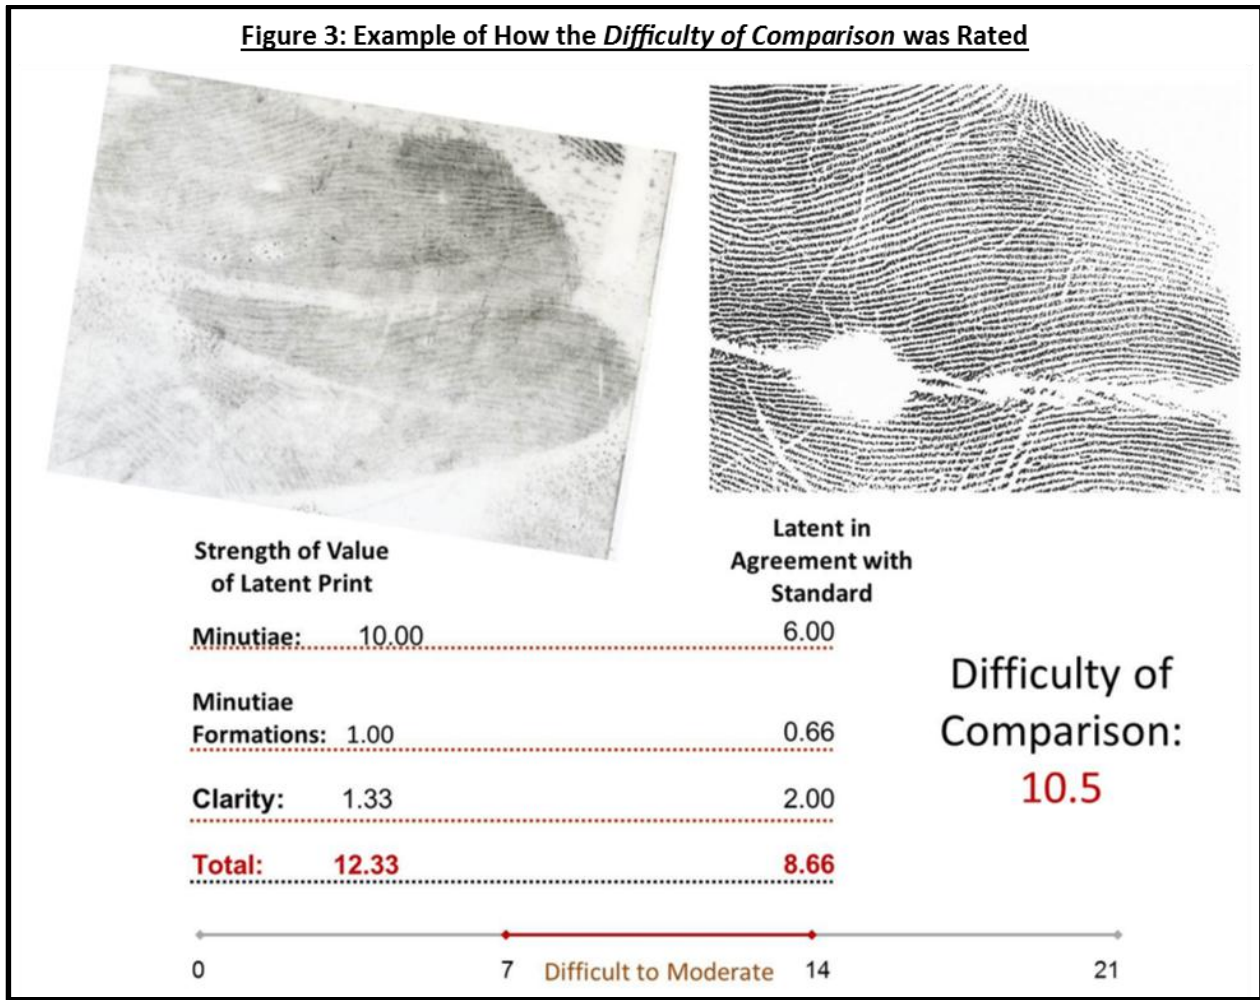 Figure 3: Example of How the Difficulty of Comparison was Rated
Strength of Value
of Latent Print
Latent in
Agreement with
Standard
Minutiae: 10.00 6.00
Minutiae
Formations: 1.00 0.66
Clarity: 1.33 2.00
Total: 12.33 8.66
Difficulty of
Comparison:
10.5
0 7 Difficult to Moderate 14 21